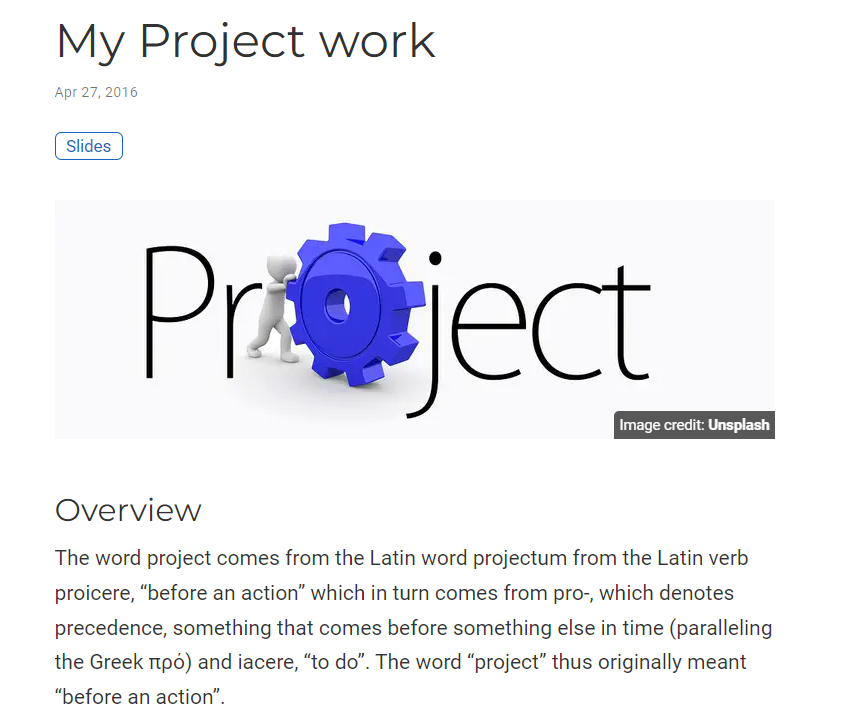 My Project work
Apr 27, 2016
Slides
Project
Image credit: Unsplash
Overview
The word project comes from the Latin word projectum from the Latin verb
proicere, “before an action” which in turn comes from pro-, which denotes
precedence, something that comes before something else in time (paralleling
the Greek πρό) and iacere, “to do”. The word “project” thus originally meant
“before an action”.